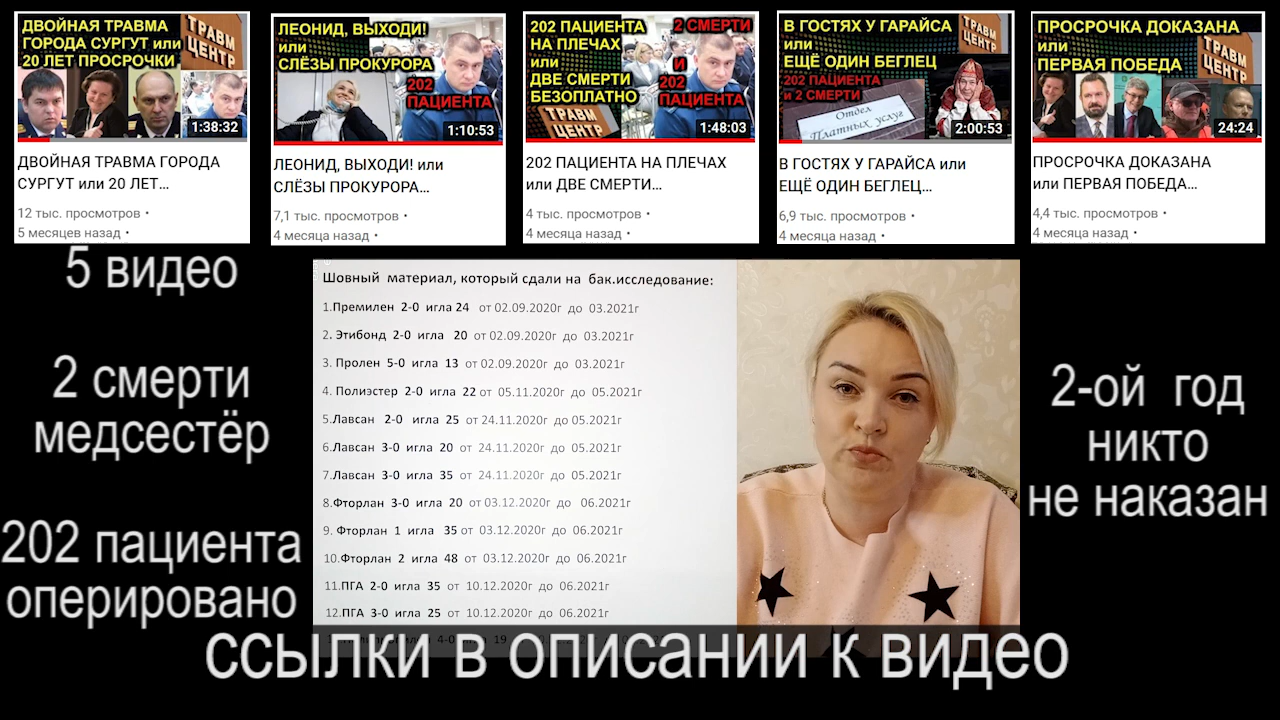 ДВОЙНАЯ ТРАВМА
ГОРОДА СУРГУТ или
20 ЛЕТ ПРОСРОЧКИ
ТРАВМ
ЦЕНТР
1:38:32
ДВОЙНАЯ ТРАВМА ГОРОДА
СУРГУТ или 20 ЛЕТ...
12 тыс. просмотров •
5 месяцев назад •
ЛЕОНИД, ВЫХОДИ!
или
СЛЁЗЫ ПРОКУРОРА
202
ПАЦИЕНТА
1:10:53
ЛЕОНИД, ВЫХОДИ! или
СЛЁЗЫ ПРОКУРОРА...
7,1 тыс. просмотров •
4 месяца назад •
202 ПАЦИЕНТА
НА ПЛЕЧАХ
или
ДВЕ СМЕРТИ
БЕЗОПЛАТНО
2 СМЕРТИ
И
202
ПАЦИЕНТА
ТРАВМ
ЦЕНТР
1:48:03
202 ПАЦИЕНТА НА ПЛЕЧАХ
или ДВЕ СМЕРТИ...
4 тыс. просмотров •
4 месяца назад •
В ГОСТЯХ У ГАРАЙСА
или
ЕЩЁ ОДИН БЕГЛЕЦ
202 ПАЦИЕНТА
и 2 СМЕРТИ
ТРАВМ
ЦЕНТР
Отдел
Платных услуг
2:00:53
В ГОСТЯХ У ГАРАЙСА или
ЕЩЁ ОДИН БЕГЛЕЦ...
6,9 тыс. просмотров •
4 месяца назад •
ПРОСРОЧКА ДОКАЗАНА
или
ПЕРВАЯ ПОБЕДА
ТРАВМ
ЦЕНТР
24:24
ПРОСРОЧКА ДОКАЗАНА
или ПЕРВАЯ ПОБЕДА...
4,4 тыс. просмотров •
4 месяца назад •
5 видео
2 смерти
медсестёр
202 пациента
оперировано
Шовный материал, который сдали на бак.исследование:
1.Премилен 2-0 игла 24 от 02.09.2020г до 03.2021г
2. Этибонд 2-0 игла 20 от 02.09.2020г до 03.2021г
3. Пролен 5-0 игла 13 от 02.09.2020г до 03.2021г
4. Полиэстер 2-0 игла 22 от 05.11.2020г до 05.2021г
5.Лавсан 2-0 игла 25 от 24.11.2020г до 05.2021г
6.Лавсан 3-0 игла 20 от 24.11.2020г до 05.2021г
7.Лавсан 3-0 игла 35 от 24.11.2020г до 05.2021г
8.Фторлан 3-0 игла 20 от 03.12.2020г до 06.2021г
9. Фторлан 1 игла 35 от 03.12.2020г до 06.2021г
10.Фторлан 2 игла 48 от 03.12.2020г до 06.2021г
11.ПГА 2-0 игла 35 от 10.12.2020г до 06.2021г
12.ПГА 3-0 игла 25 от 10.12.2020г до 06.2021г
2-ой год
никто
не наказан
ссылки в описании к видео